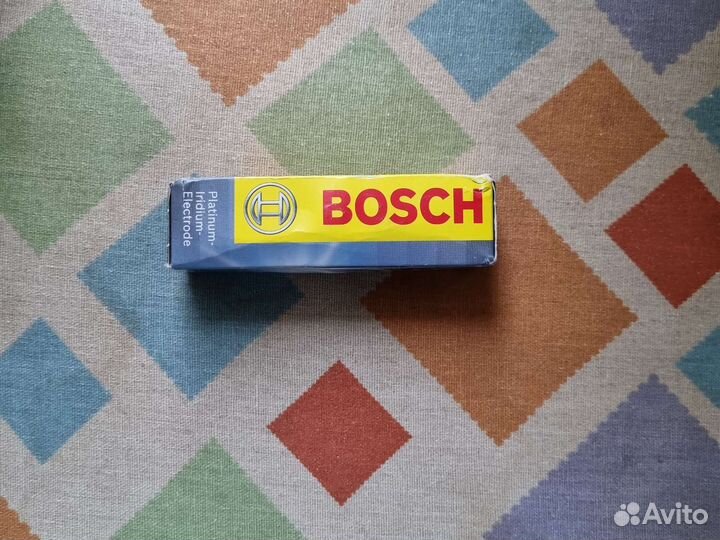 Platinum-
Iridium-
Electrode
BOSCH
Avito